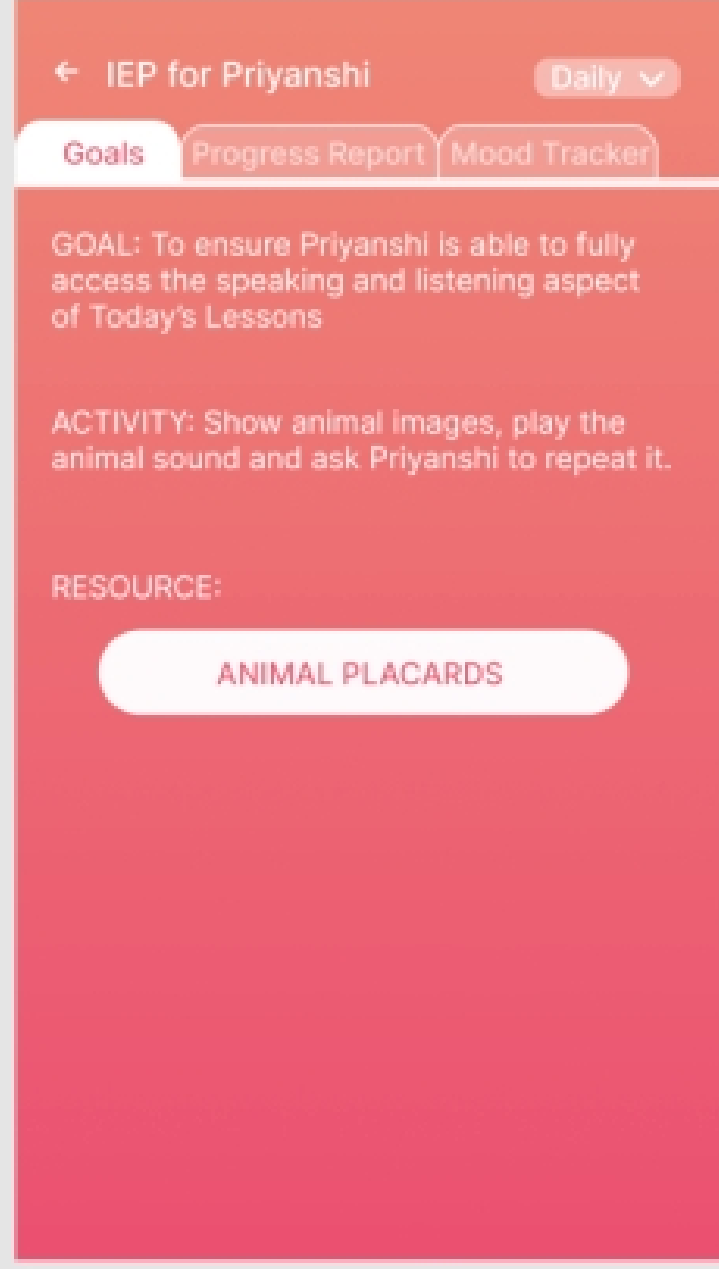 IEP for Priyanshi
Daily
Goals
Progress Report
Mood Tracker
GOAL: To ensure Priyanshi is able to fully
access the speaking and listening aspect
of Today's Lessons
ACTIVITY: Show animal images, play the
animal sound and ask Priyanshi to repeat it.
RESOURCE:
ANIMAL PLACARDS